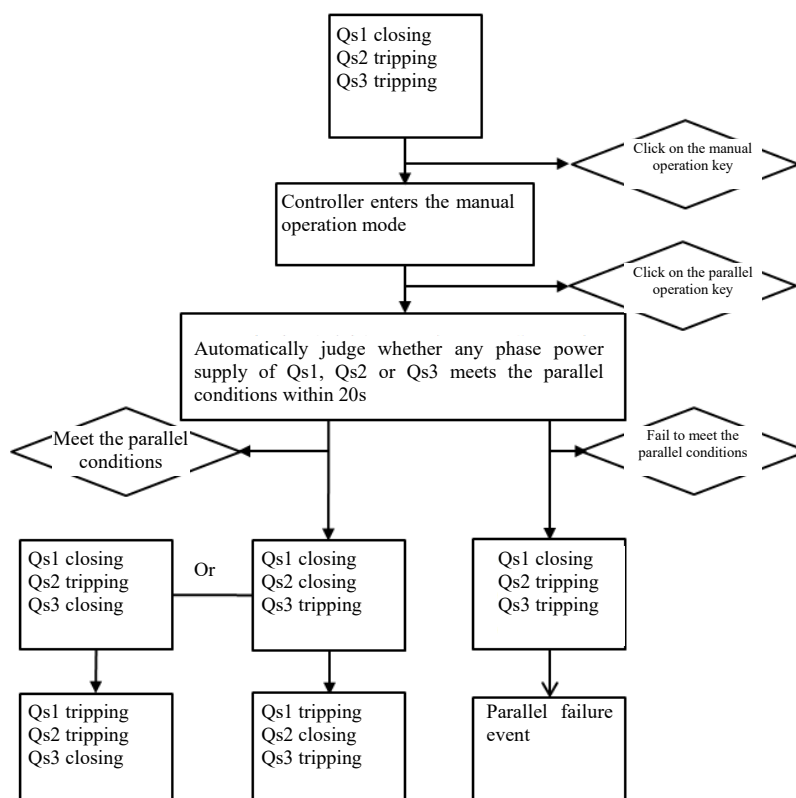 Qs1 closing
Qs2 tripping
Qs3 tripping
Click on the manual
operation key
Controller enters the manual
operation mode
Click on the parallel
operation key
Automatically judge whether any phase power
supply of Qs1, Qs2 or Qs3 meets the parallel
conditions within 20s
Meet the parallel
conditions
Fail to meet the
parallel conditions
Qs1 closing
Qs2 tripping
Qs3 closing
Or
Qs1 closing
Qs2 closing
Qs3 tripping
Qs1 closing
Qs2 tripping
Qs3 tripping
Qs1 tripping
Qs2 tripping
Qs3 closing
Qs1 tripping
Qs2 closing
Qs3 tripping
Parallel failure
event